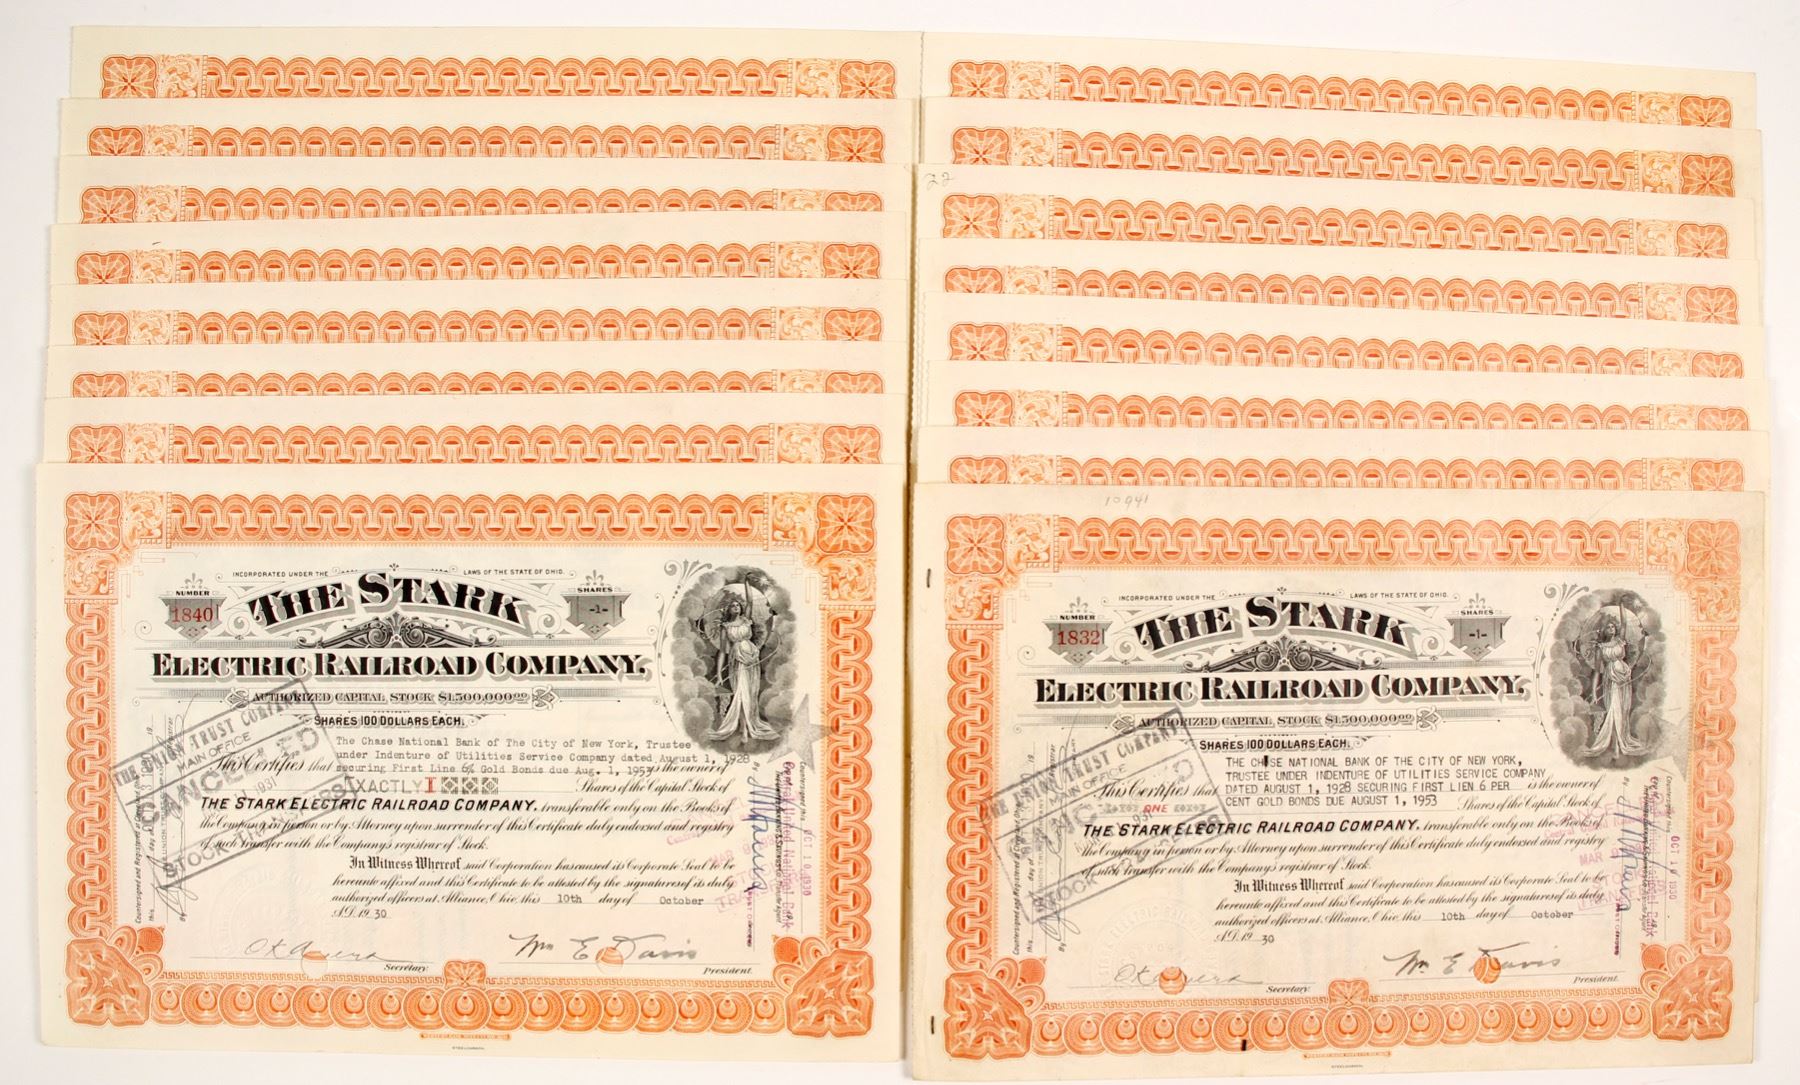 22
INCORPORATED UNDER THE LAWS OF THE STATE OF OHIO.
NUMBER
1840
SHARES
-1-
THE STARK
ELECTRIC RAILROAD COMPANY.
AUTHORIZED CAPITAL STOCK $1,500,000.00
SHARES 100 DOLLARS EACH.
The Chase National Bank of The City of New York, Trustee
under Indenture of Utilities Service Company dated August 1, 1928
This Certifies that securing First Line 6% Gold Bonds due Aug. 1, 1953 is the owner of
EXACTLY 1 Shares of the Capital Stock of
THE STARK ELECTRIC RAILROAD COMPANY, transferable only on the Books of
the Company in person or by Attorney upon surrender of this Certificate duly endorsed and registry
of such transfer with the Company's registrar of Stock.
In Witness Whereof said Corporation has caused its Corporate Seal to be
hereunto affixed and this Certificate to be attested by the signatures of its duly
authorized officers at Alliance, Ohio, this 10th day of October
A.D. 19 30
Wm E Davis
Secretary.
President.
THE UNION TRUST COMPANY
MAIN OFFICE
CANCELLED
1931
STOCK TRANSFERS
OCT 10 1930
10941
INCORPORATED UNDER THE LAWS OF THE STATE OF OHIO.
NUMBER
1832
SHARES
-1-
THE STARK
ELECTRIC RAILROAD COMPANY.
AUTHORIZED CAPITAL STOCK $1,500,000.00
SHARES 100 DOLLARS EACH.
THE CHASE NATIONAL BANK OF THE CITY OF NEW YORK,
TRUSTEE UNDER INDENTURE OF UTILITIES SERVICE COMPANY
This Certifies that DATED AUGUST 1, 1928 SECURING FIRST LIEN 6 PER is the owner of
CENT GOLD BONDS DUE AUGUST 1, 1953 Shares of the Capital Stock of
ONE
THE STARK ELECTRIC RAILROAD COMPANY, transferable only on the Books of
the Company in person or by Attorney upon surrender of this Certificate duly endorsed and registry
of such transfer with the Company's registrar of Stock.
In Witness Whereof said Corporation has caused its Corporate Seal to be
hereunto affixed and this Certificate to be attested by the signatures of its duly
authorized officers at Alliance, Ohio, this 10th day of October
A.D. 19 30
Wm E Davis
Secretary.
President.
THE UNION TRUST COMPANY
MAIN OFFICE
1931
STOCK
OCT 10 1930